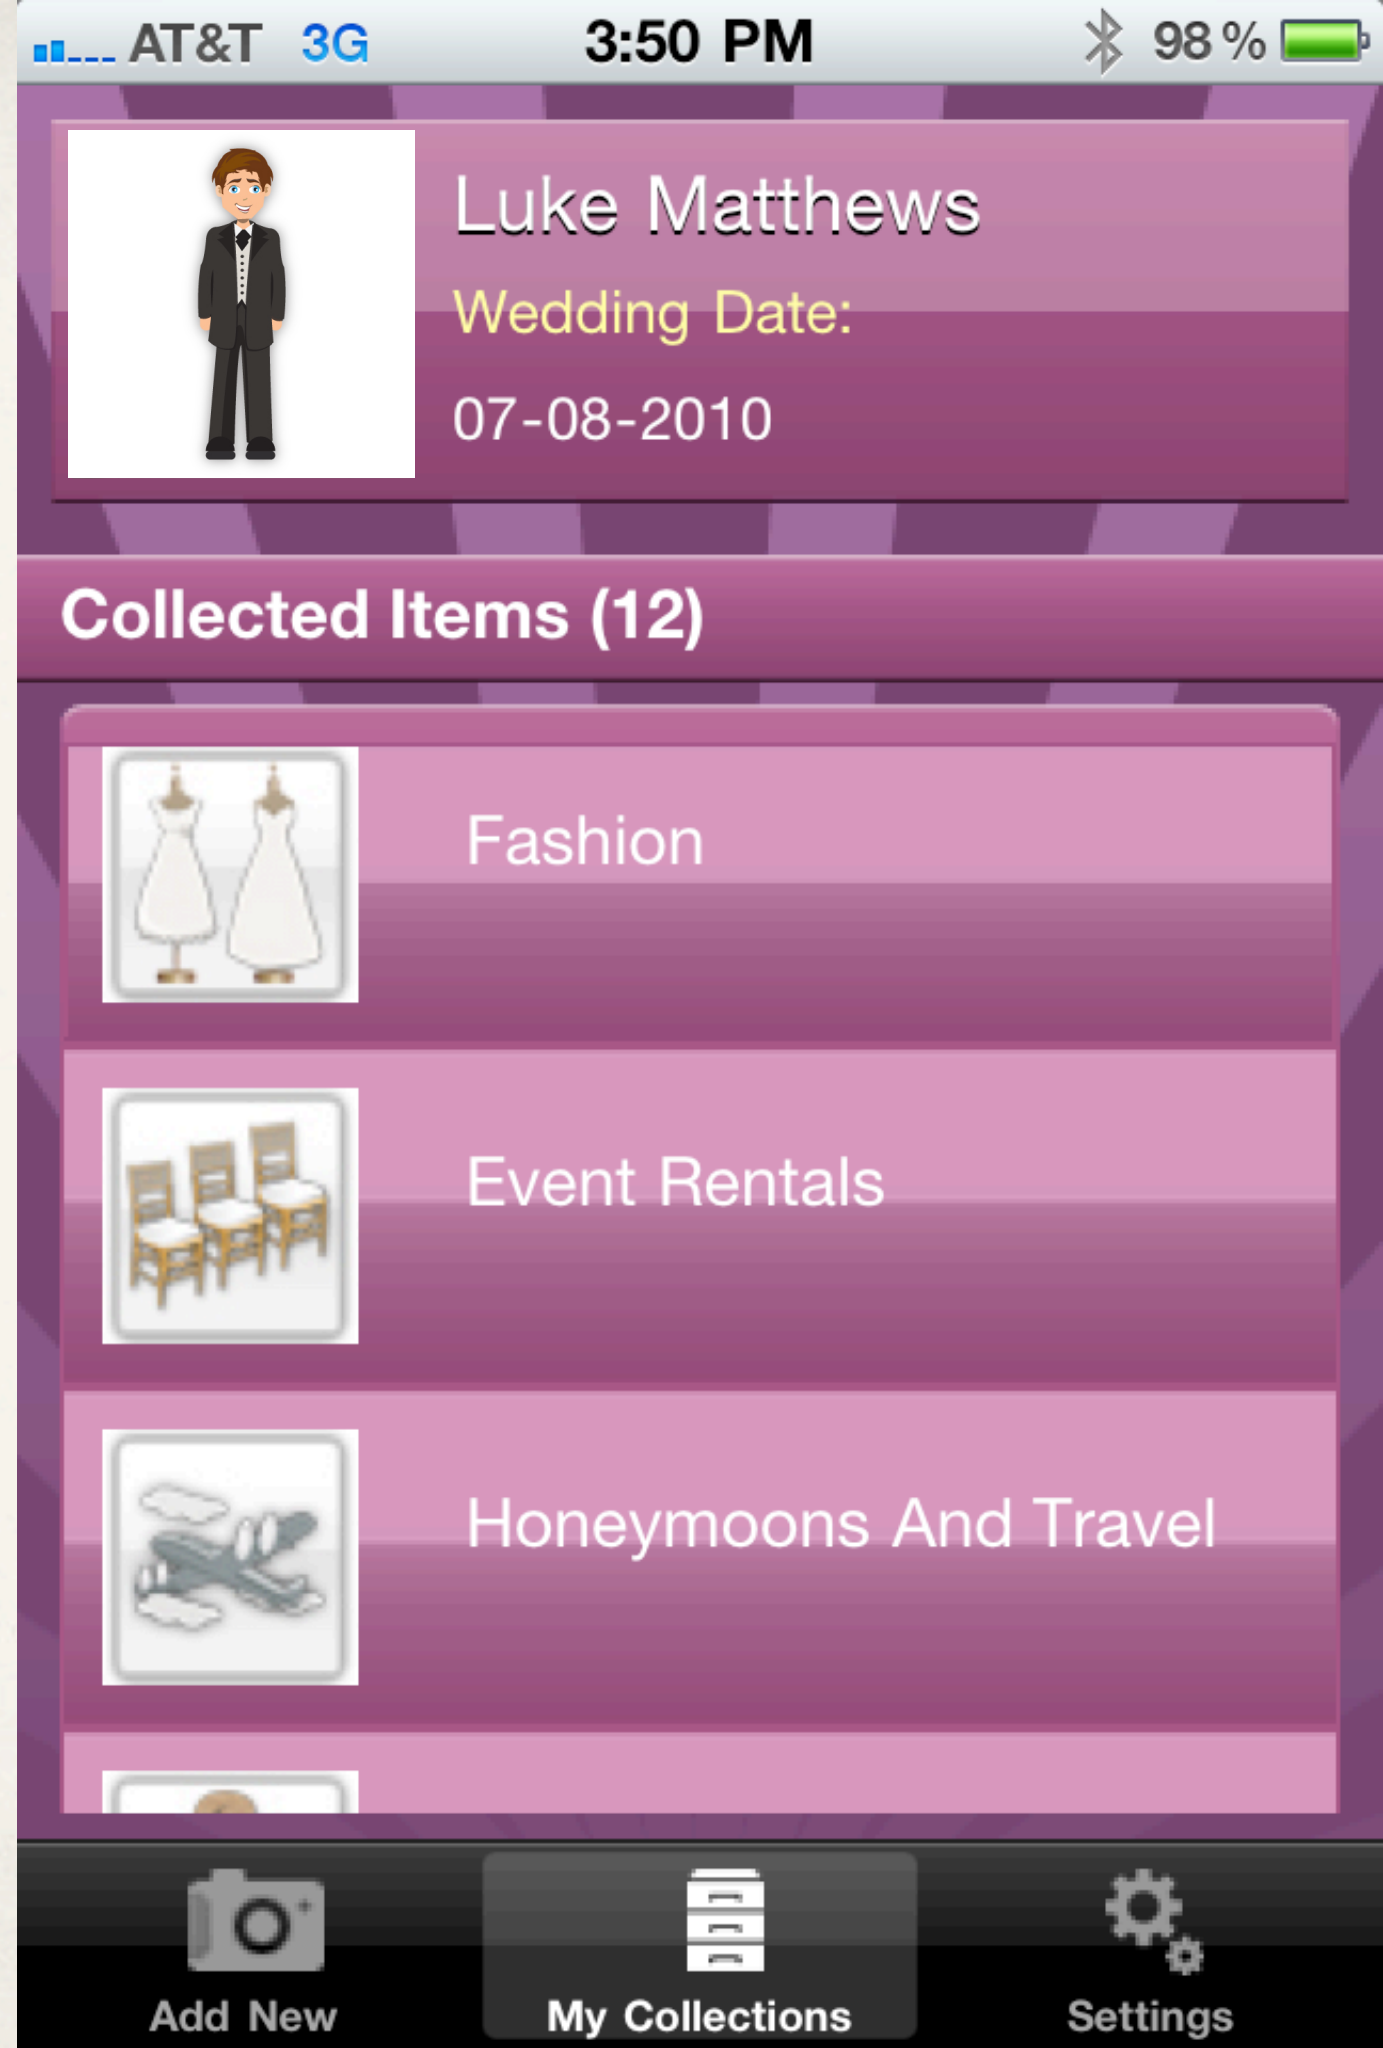 AT&T 3G 3:50 PM 98 %
Luke Matthews
Wedding Date:
07-08-2010
Collected Items (12)
Fashion
Event Rentals
Honeymoons And Travel
Add New My Collections Settings